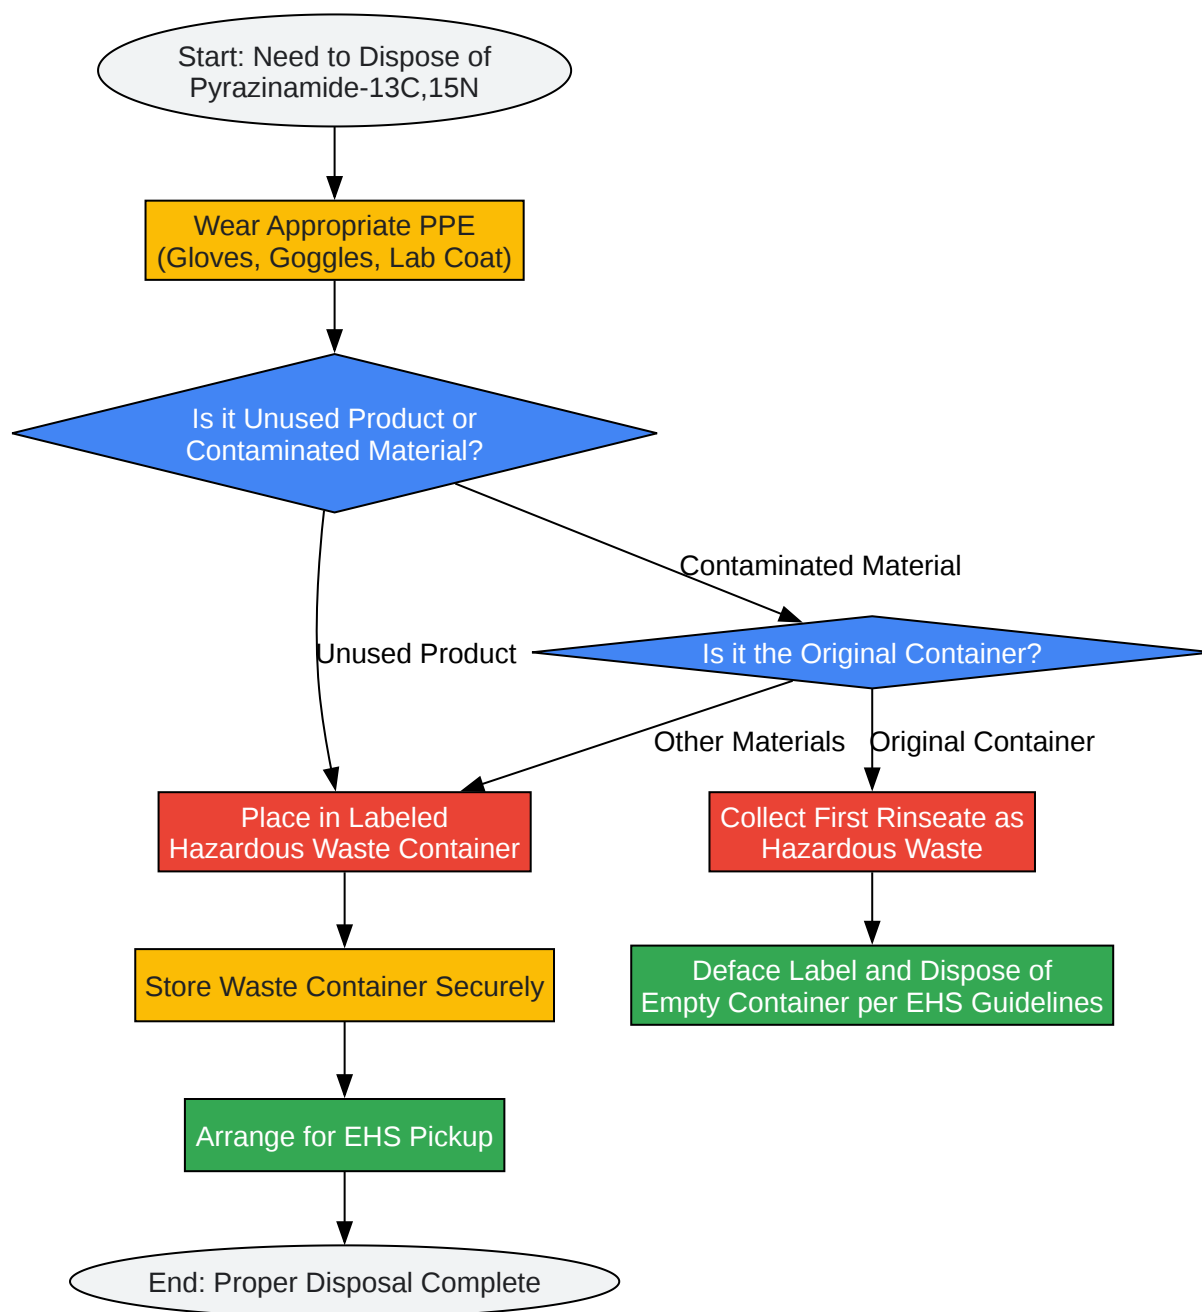 Start: Need to Dispose of
Pyrazinamide-13C,15N
Wear Appropriate PPE
(Gloves, Goggles, Lab Coat)
Is it Unused Product or
Contaminated Material?
Contaminated Material
Unused Product
Is it the Original Container?
Other Materials
Original Container
Place in Labeled
Hazardous Waste Container
Collect First Rinseate as
Hazardous Waste
Store Waste Container Securely
Deface Label and Dispose of
Empty Container per EHS Guidelines
Arrange for EHS Pickup
End: Proper Disposal Complete